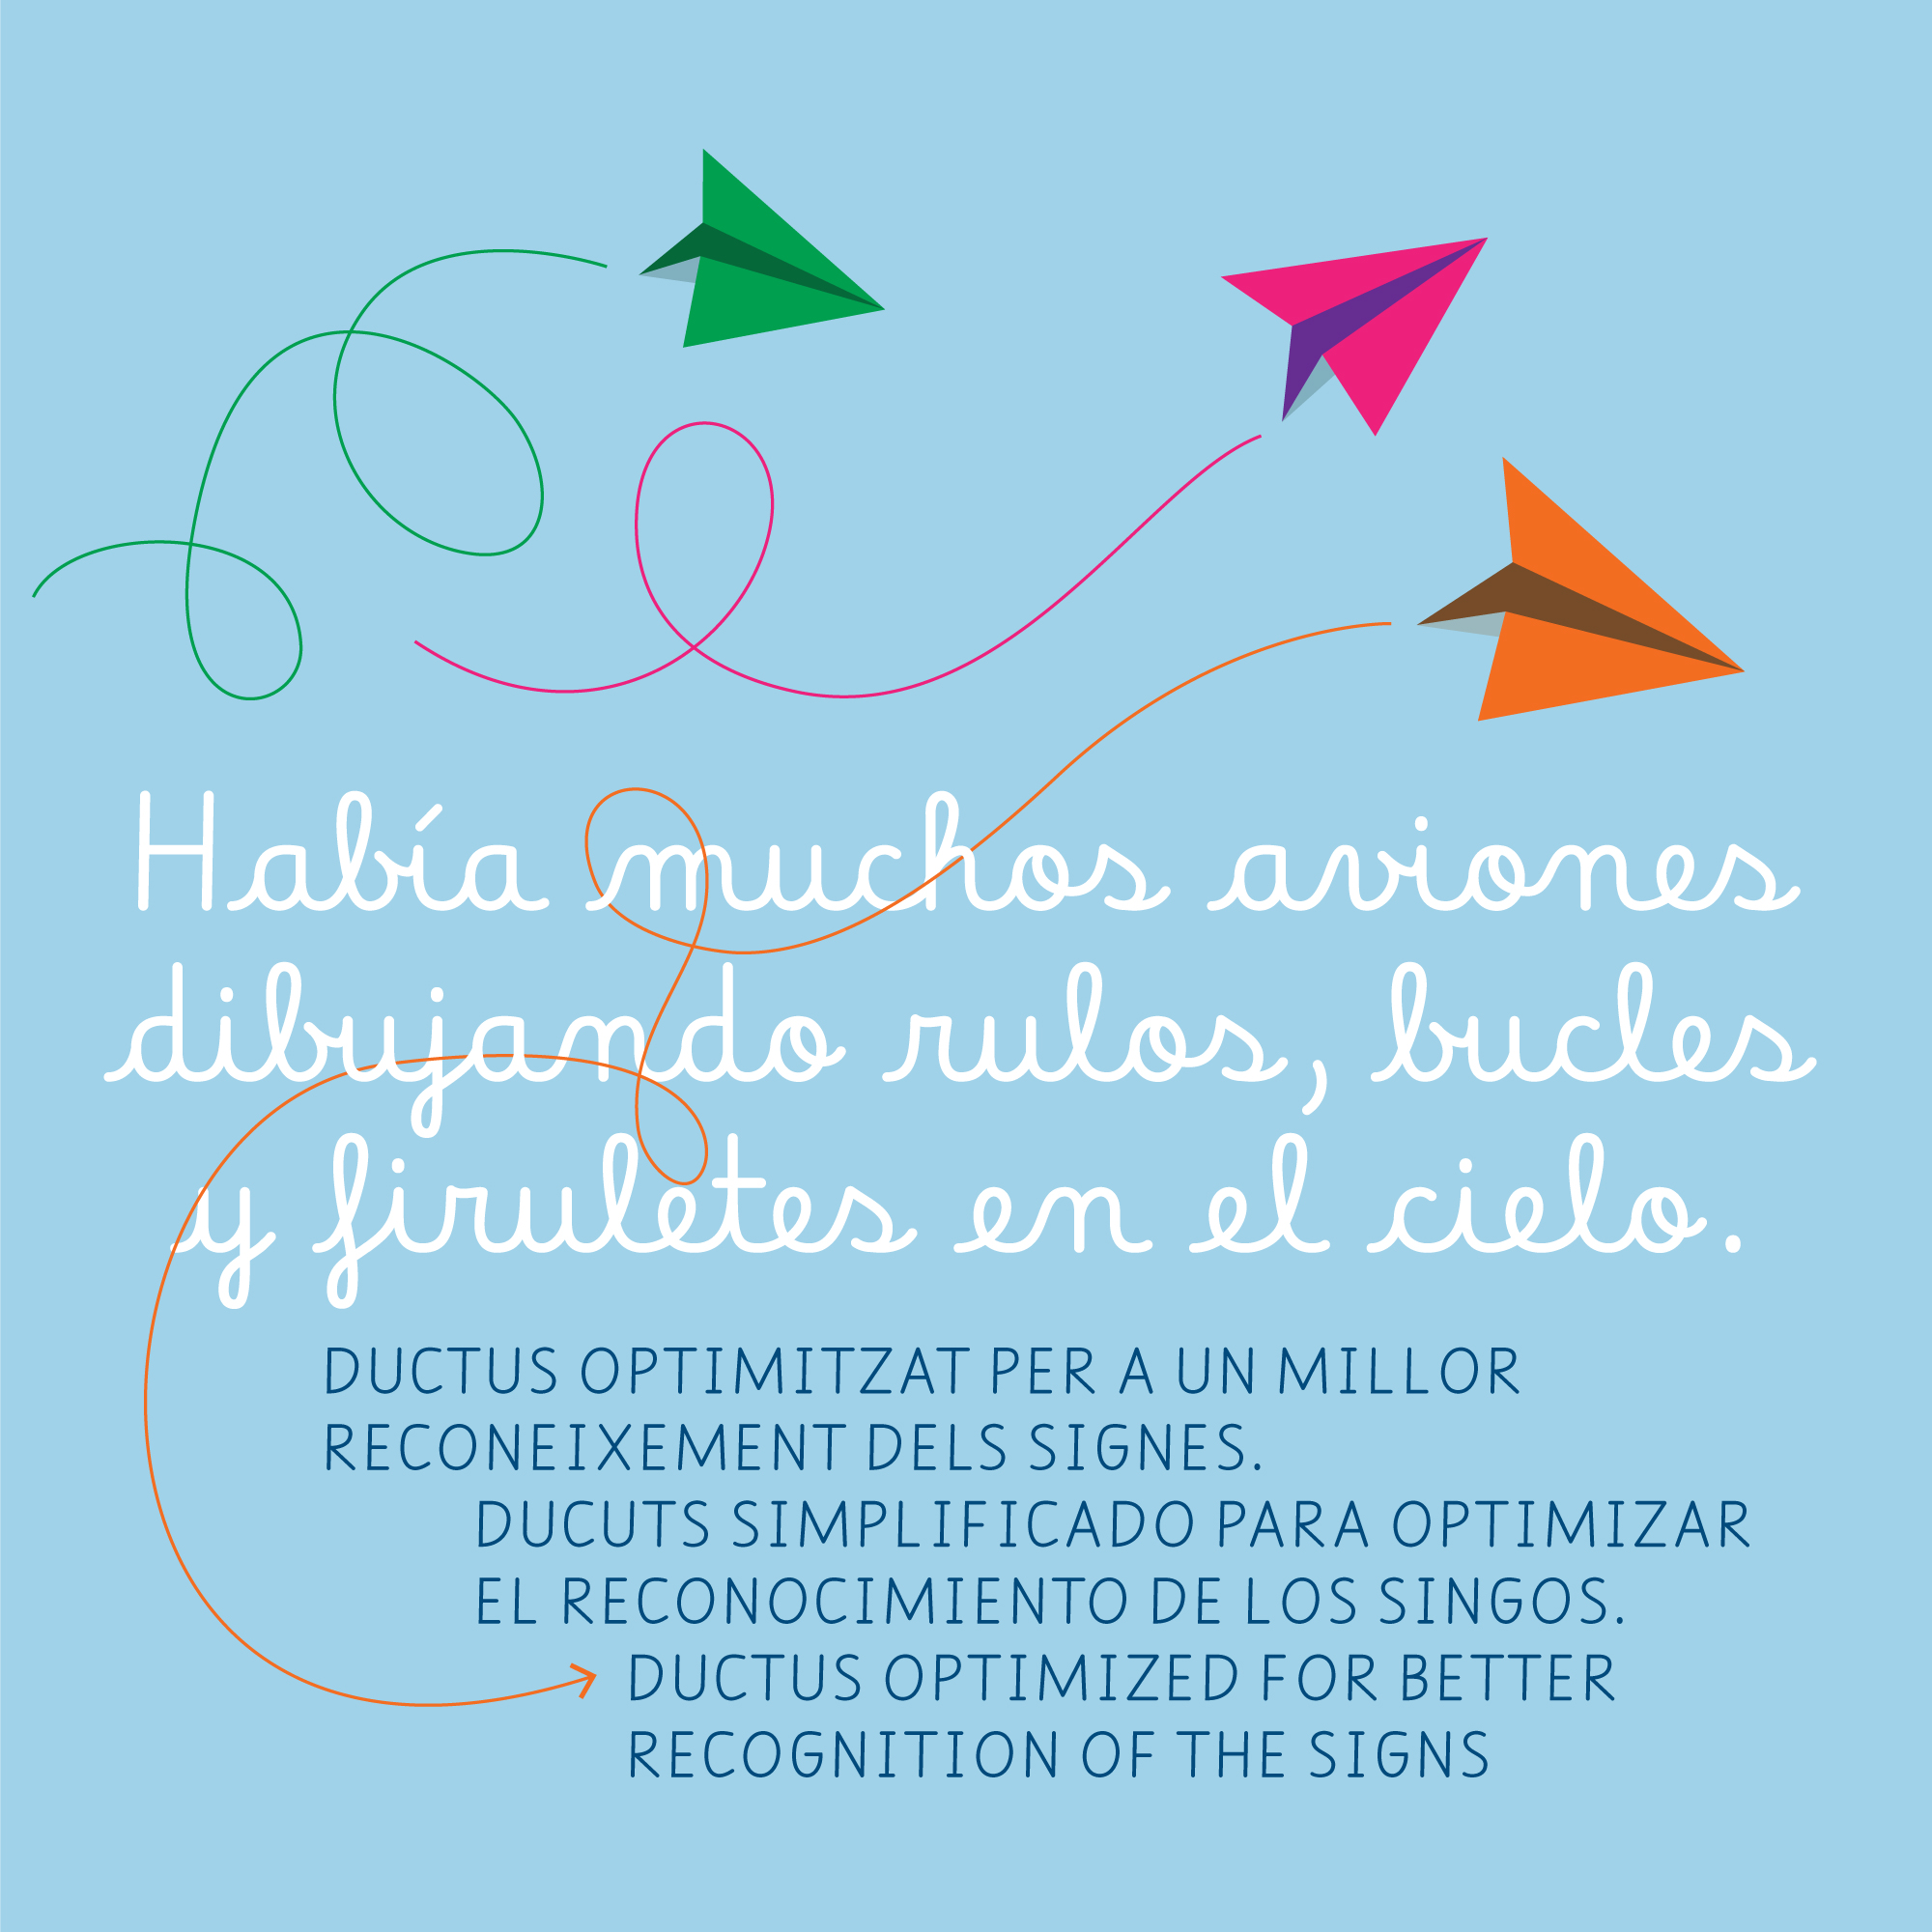 Había muchos aviones
dibujando rulos, bucles
y firuletes en el cielo.
DUCTUS OPTIMITZAT PER A UN MILLOR
RECONEIXEMENT DELS SIGNES.
DUCUTS SIMPLIFICADO PARA OPTIMIZAR
EL RECONOCIMIENTO DE LOS SINGOS.
DUCTUS OPTIMIZED FOR BETTER
RECOGNITION OF THE SIGNS